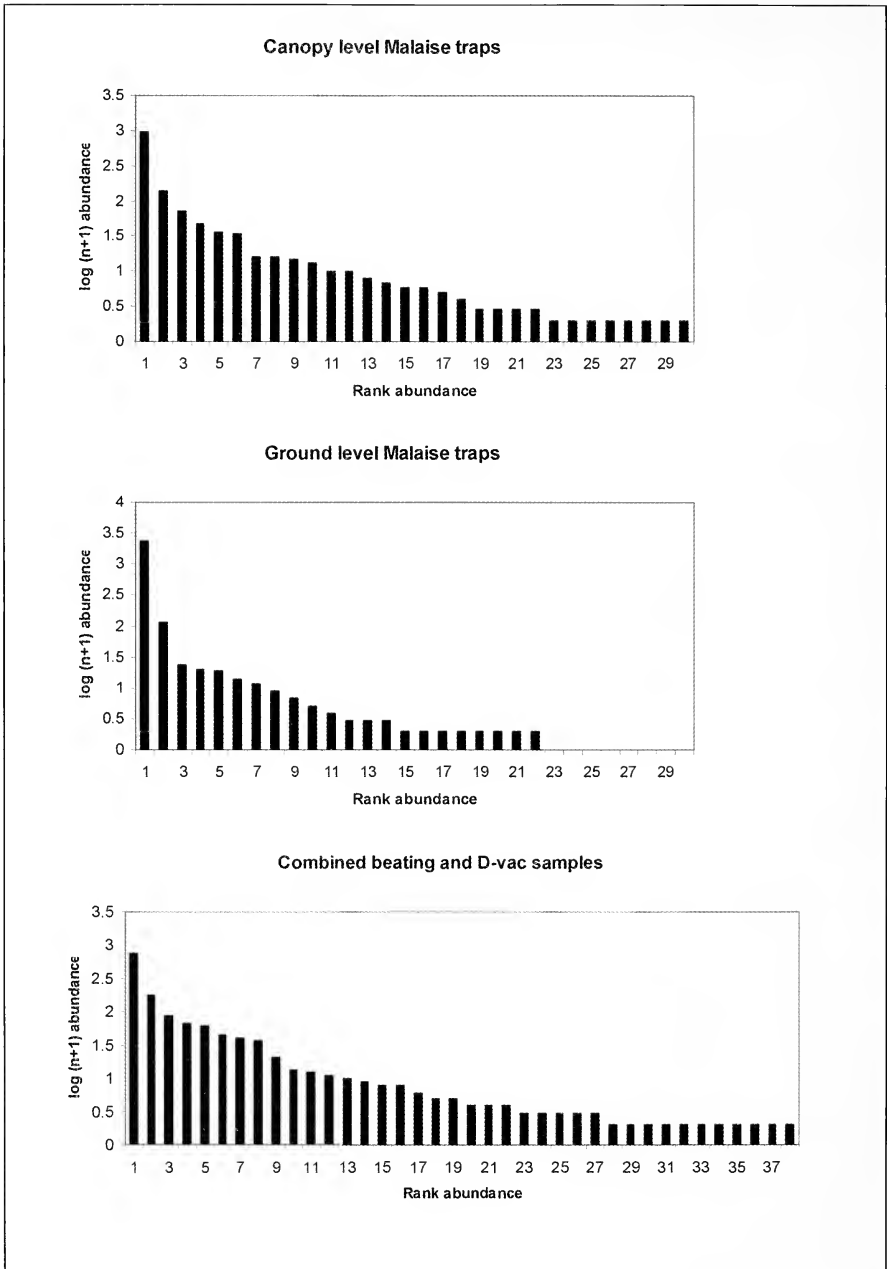 Canopy level Malaise traps
3.5
3
2.5
2
1.5
1
0.5
0
log (n+1) abundance
1 3 5 7 9 11 13 15 17 19 21 23 25 27 29
Rank abundance
Ground level Malaise traps
4
3.5
3
2.5
2
1.5
1
0.5
0
log (n+1) abundance
1 3 5 7 9 11 13 15 17 19 21 23 25 27 29
Rank abundance
Combined beating and D-vac samples
3.5
3
2.5
2
1.5
1
0.5
0
log (n+1) abundance
1 3 5 7 9 11 13 15 17 19 21 23 25 27 29 31 33 35 37
Rank abundance